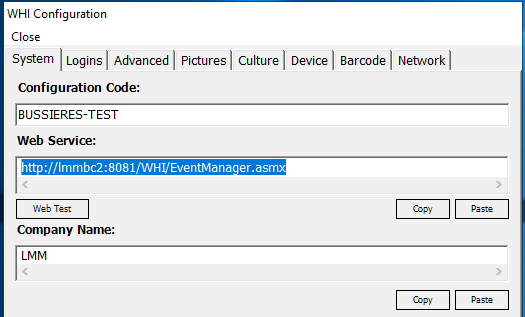 WHI Configuration
Close
System Logins Advanced Pictures Culture Device Barcode Network
Configuration Code:
BUSSIERES-TEST
Web Service:
http://lmmbc2:8081/WHI/EventManager.asmx
Web Test Copy Paste
Company Name:
LMM
Copy Paste